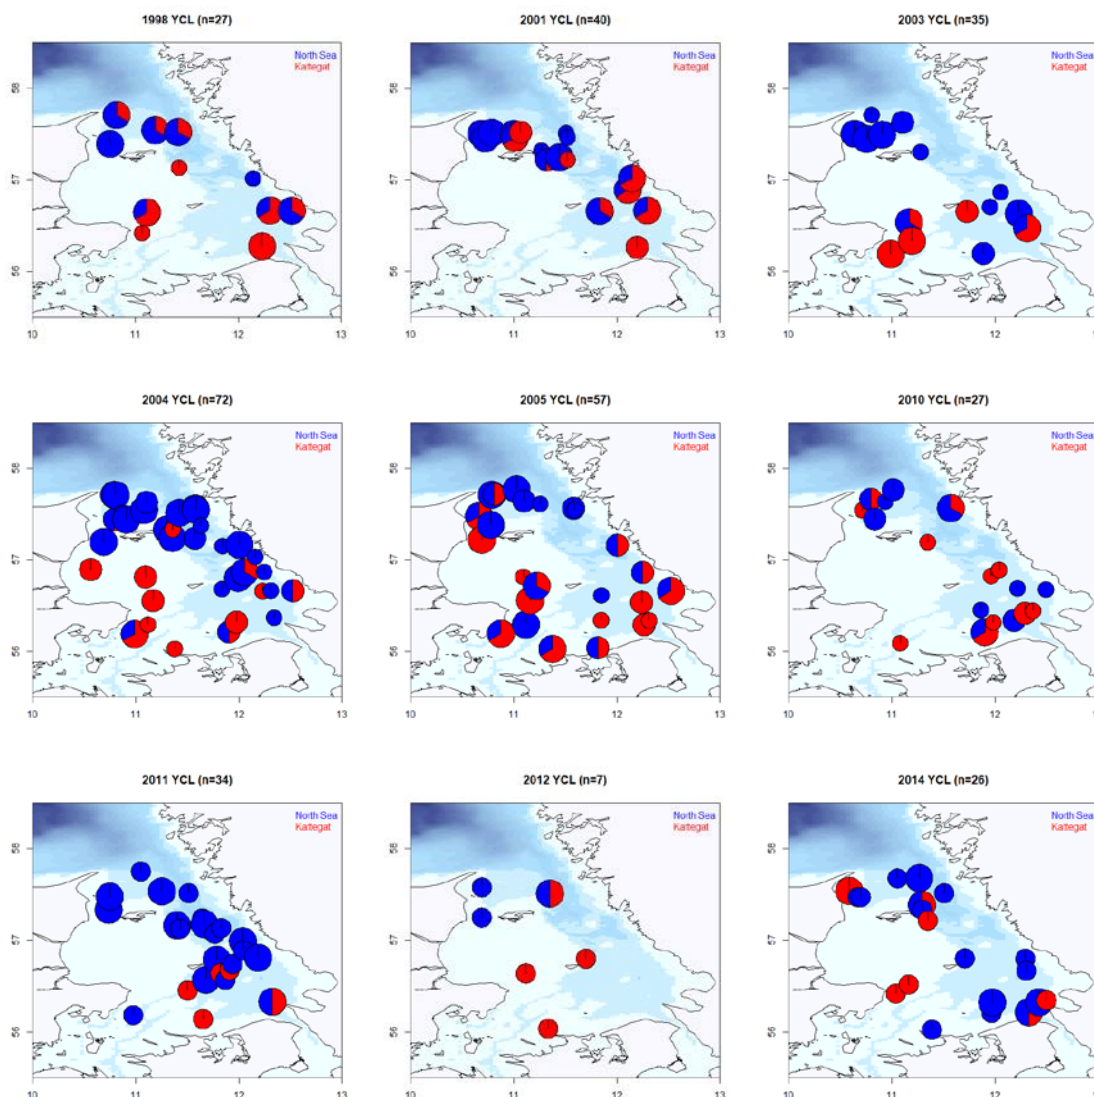 1998 YCL (n=27)
2001 YCL (n=40)
2003 YCL (n=35)
North Sea
Kattegat
North Sea
Kattegat
North Sea
Kattegat
58
57
56
58
57
56
58
57
56
10 11 12 13
10 11 12 13
10 11 12 13
2004 YCL (n=72)
2005 YCL (n=57)
2010 YCL (n=27)
North Sea
Kattegat
North Sea
Kattegat
North Sea
Kattegat
58
57
56
58
57
56
58
57
56
10 11 12 13
10 11 12 13
10 11 12 13
2011 YCL (n=34)
2012 YCL (n=7)
2014 YCL (n=26)
North Sea
Kattegat
North Sea
Kattegat
North Sea
Kattegat
58
57
56
58
57
56
58
57
56
10 11 12 13
10 11 12 13
10 11 12 13